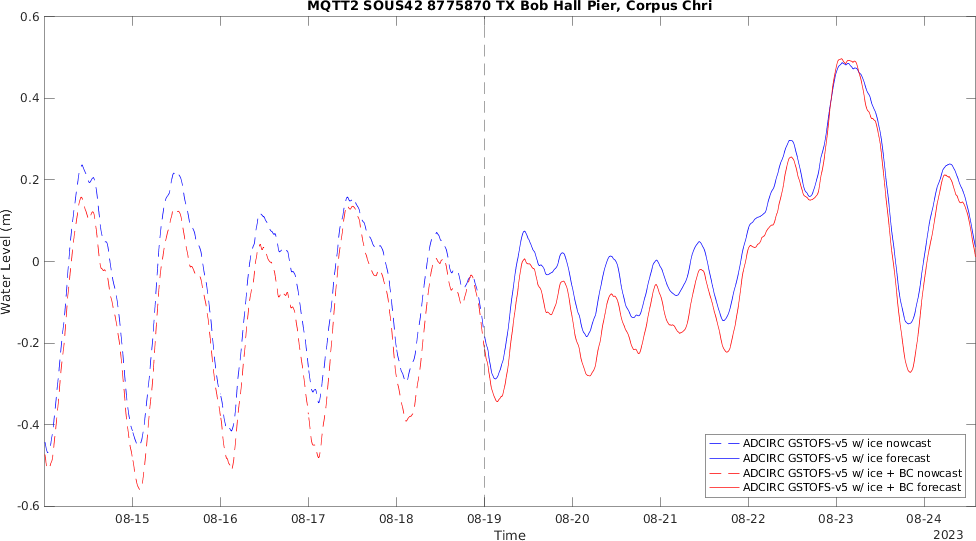 MQTT2 SOUS42 8775870 TX Bob Hall Pier, Corpus Chri
0.6
0.4
0.2
0
-0.2
-0.4
-0.6
Water Level (m)
08-15 08-16 08-17 08-18 08-19 08-20 08-21 08-22 08-23 08-24
Time
2023
ADCIRC GSTOFS-v5 w/ ice nowcast
ADCIRC GSTOFS-v5 w/ ice forecast
ADCIRC GSTOFS-v5 w/ ice + BC nowcast
ADCIRC GSTOFS-v5 w/ ice + BC forecast